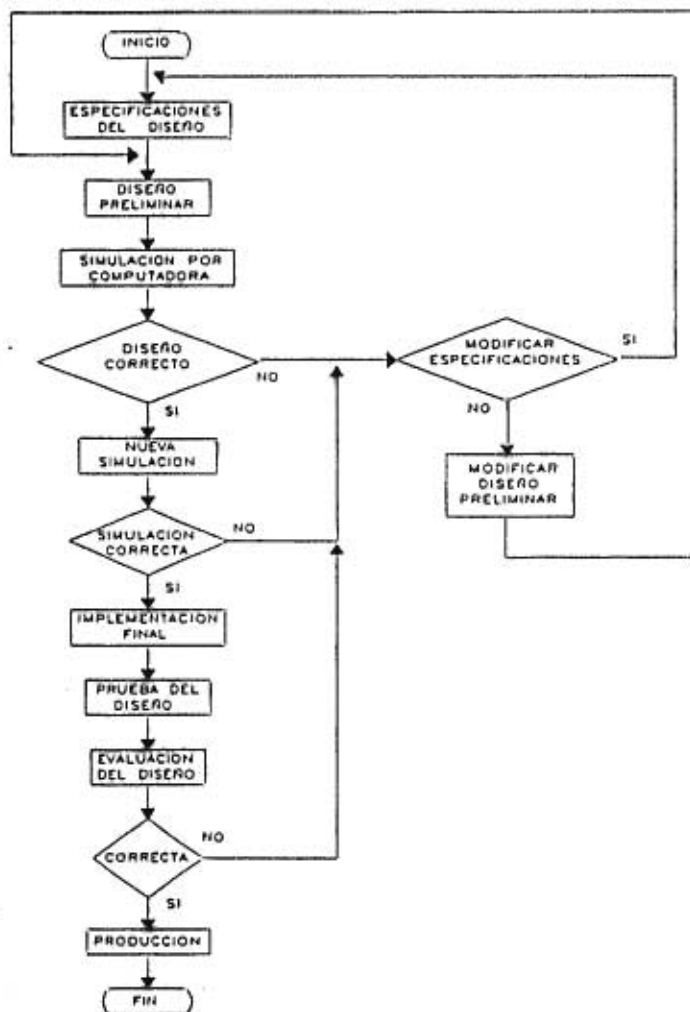 INICIO
ESPECIFICACIONES
DEL DISEÑO
DISEÑO
PRELIMINAR
SIMULACION POR
COMPUTADORA
DISEÑO
CORRECTO
NO
SI
MODIFICAR
ESPECIFICACIONES
SI
NO
MODIFICAR
DISEÑO
PRELIMINAR
NUEVA
SIMULACION
SIMULACION
CORRECTA
NO
SI
IMPLEMENTACION
FINAL
PRUEBA DEL
DISEÑO
EVALUACION
DEL DISEÑO
CORRECTA
NO
SI
PRODUCCION
FIN